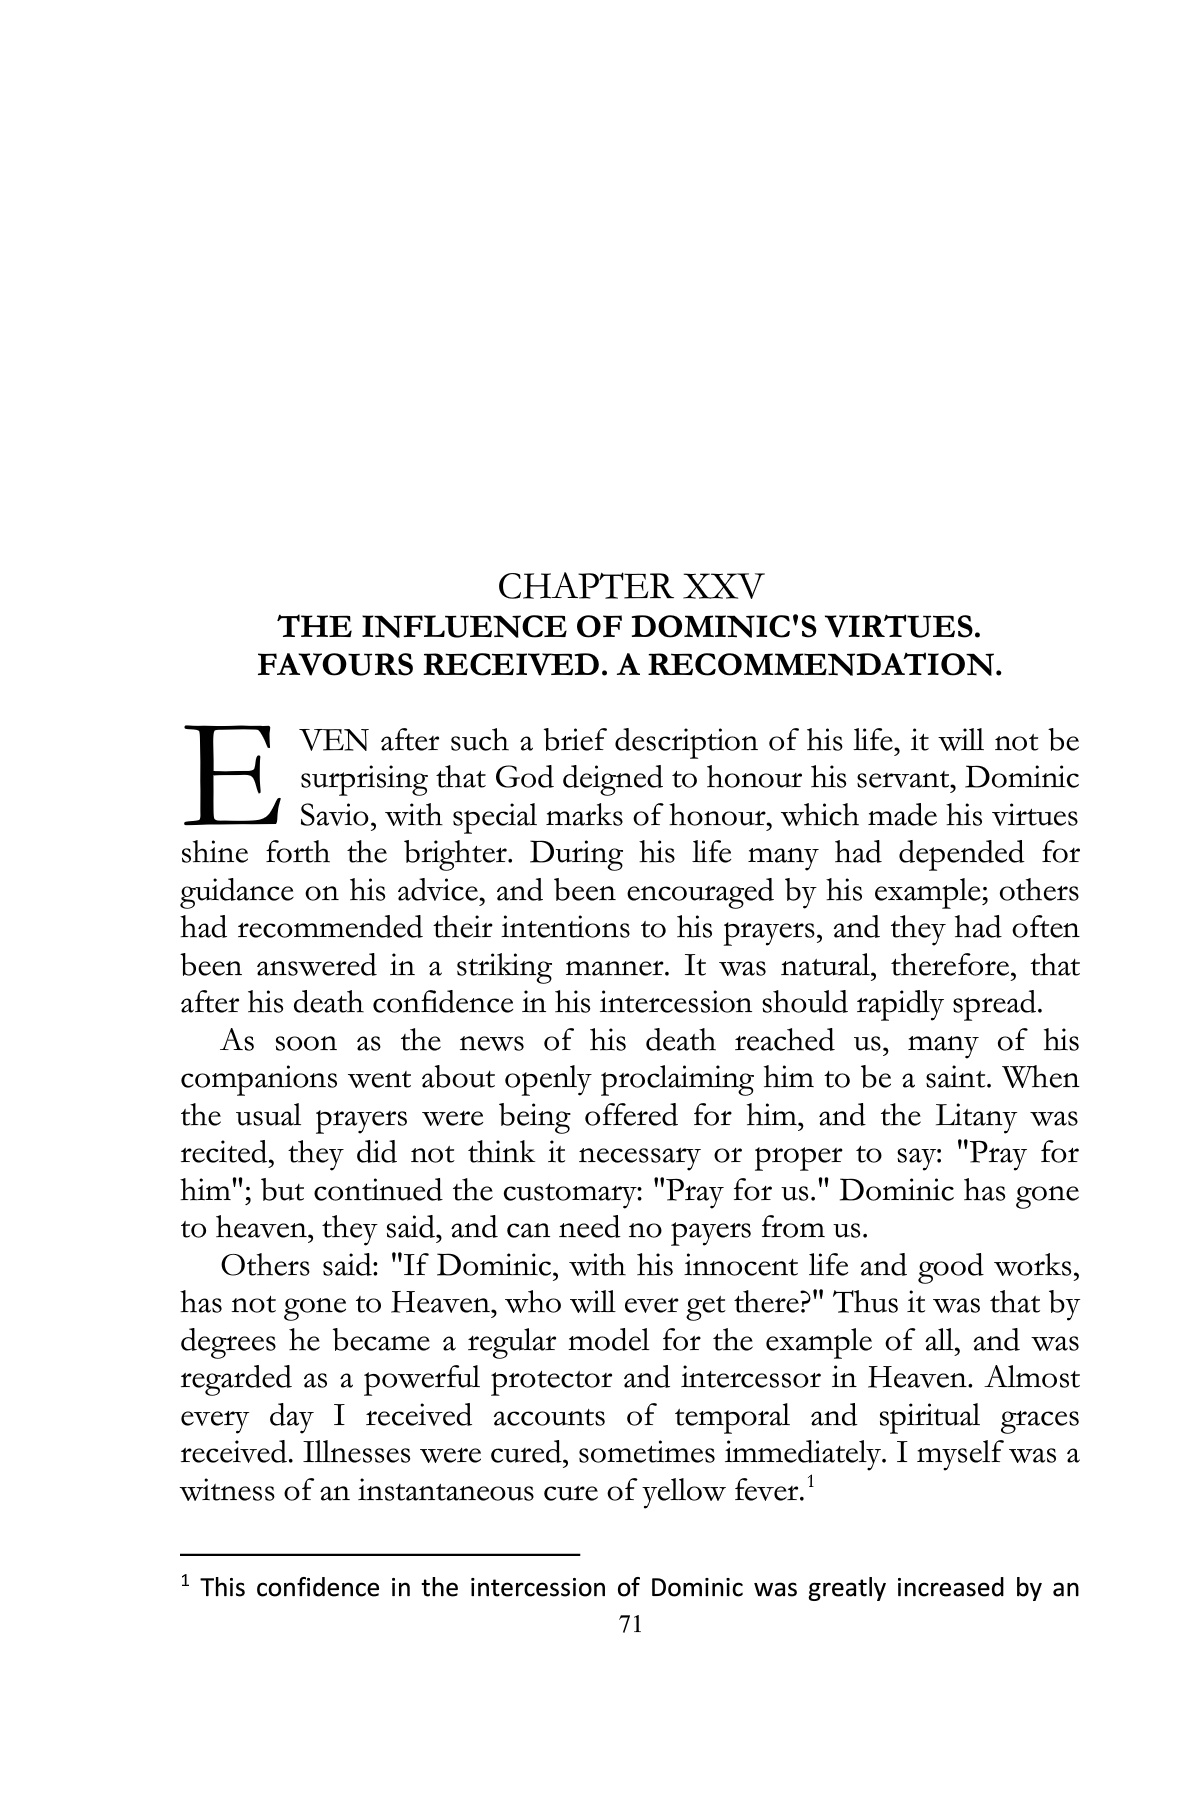 CHAPTER XXV
THE INFLUENCE OF DOMINIC'S VIRTUES.
FAVOURS RECEIVED. A RECOMMENDATION.
EVEN after such a brief description of his life, it will not be
surprising that God deigned to honour his servant, Dominic
Savio, with special marks of honour, which made his virtues
shine forth the brighter. During his life many had depended for
guidance on his advice, and been encouraged by his example; others
had recommended their intentions to his prayers, and they had often
been answered in a striking manner. It was natural, therefore, that
after his death confidence in his intercession should rapidly spread.
As soon as the news of his death reached us, many of his
companions went about openly proclaiming him to be a saint. When
the usual prayers were being offered for him, and the Litany was
recited, they did not think it necessary or proper to say: "Pray for
him"; but continued the customary: "Pray for us." Dominic has gone
to heaven, they said, and can need no payers from us.
Others said: "If Dominic, with his innocent life and good works,
has not gone to Heaven, who will ever get there?" Thus it was that by
degrees he became a regular model for the example of all, and was
regarded as a powerful protector and intercessor in Heaven. Almost
every day I received accounts of temporal and spiritual graces
received. Illnesses were cured, sometimes immediately. I myself was a
witness of an instantaneous cure of yellow fever.1
1 This confidence in the intercession of Dominic was greatly increased by an
71